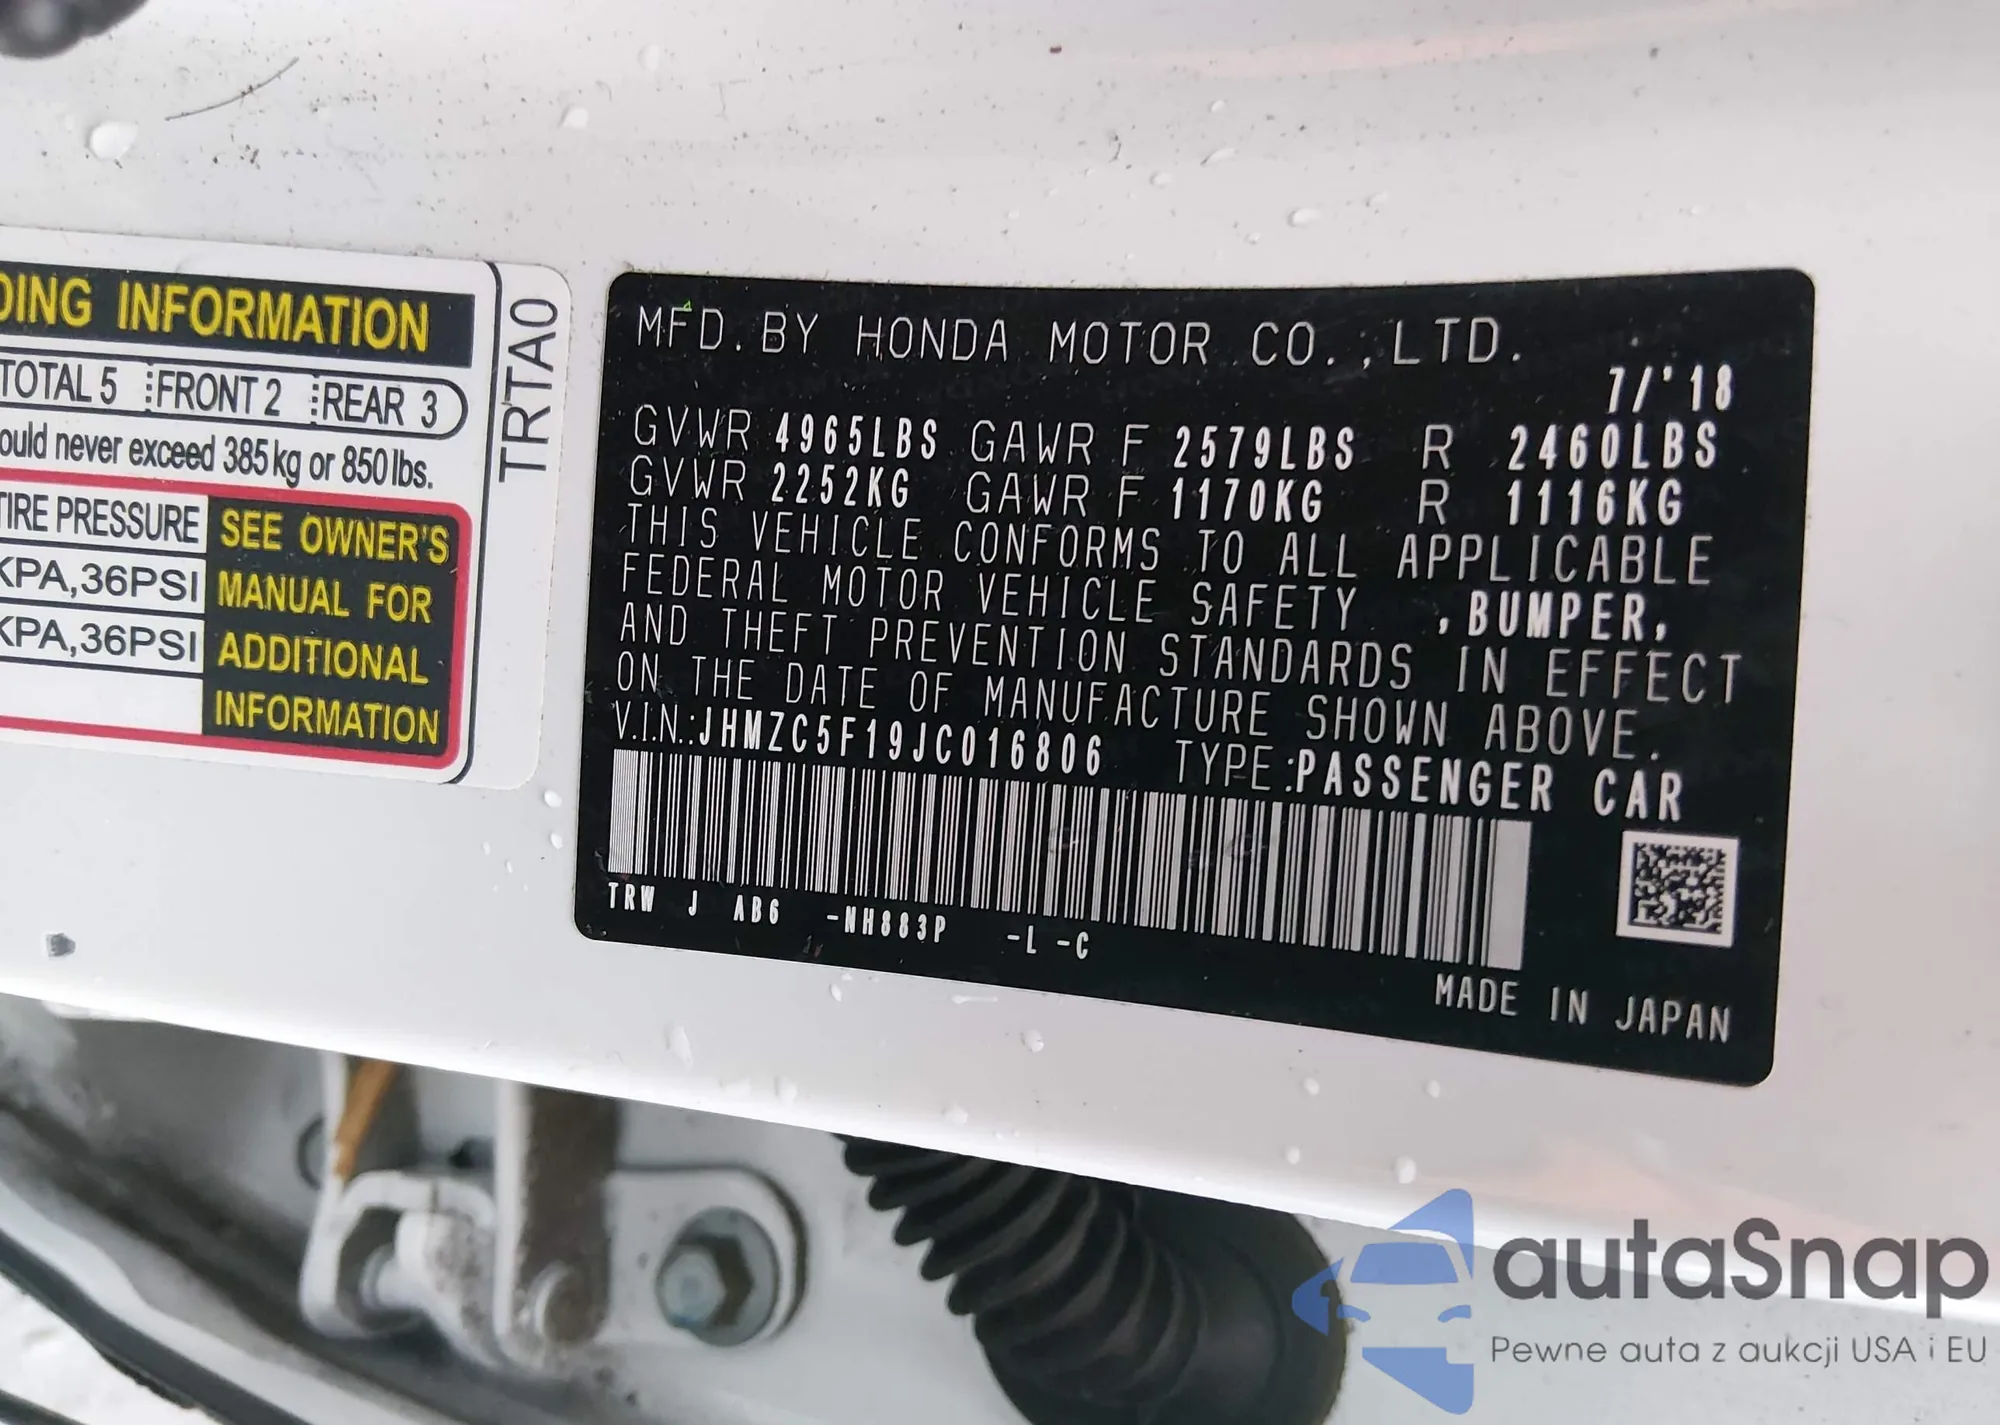 DING INFORMATION
TOTAL 5 FRONT 2 REAR 3
ould never exceed 385kg or 850lbs.
TIRE PRESSURE
KPA,36PSI
KPA,36PSI
SEE OWNER'S
MANUAL FOR
ADDITIONAL
INFORMATION
TRTA0
MFD. BY HONDA MOTOR CO.,LTD.
7/'18
GVWR 4965LBS GAWR F 2579LBS R 2460LBS
GVWR 2252KG GAWR F 1170KG R 1116KG
THIS VEHICLE CONFORMS TO ALL APPLICABLE
FEDERAL MOTOR VEHICLE SAFETY ,BUMPER,
AND THEFT PREVENTION STANDARDS IN EFFECT
ON THE DATE OF MANUFACTURE SHOWN ABOVE.
V.I.N.:JHMZC5F19JC016806 TYPE:PASSENGER CAR
TRW J AB6 -NH883P -L -C
MADE IN JAPAN
autaSnap
Pewne auta z aukcji USA i EU